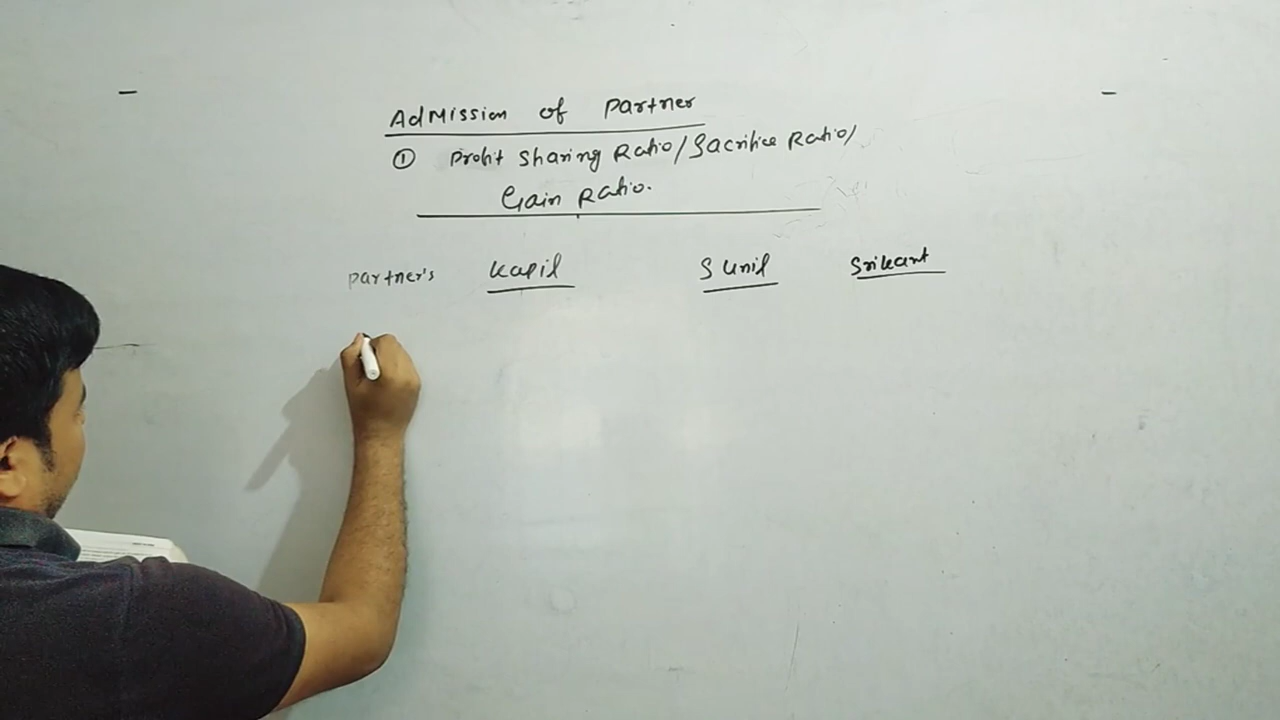 Admission of Partner
① Profit Sharing Ratio/Sacrifice Ratio/
Gain Ratio.
Partner's Kapil Sunil Srikant